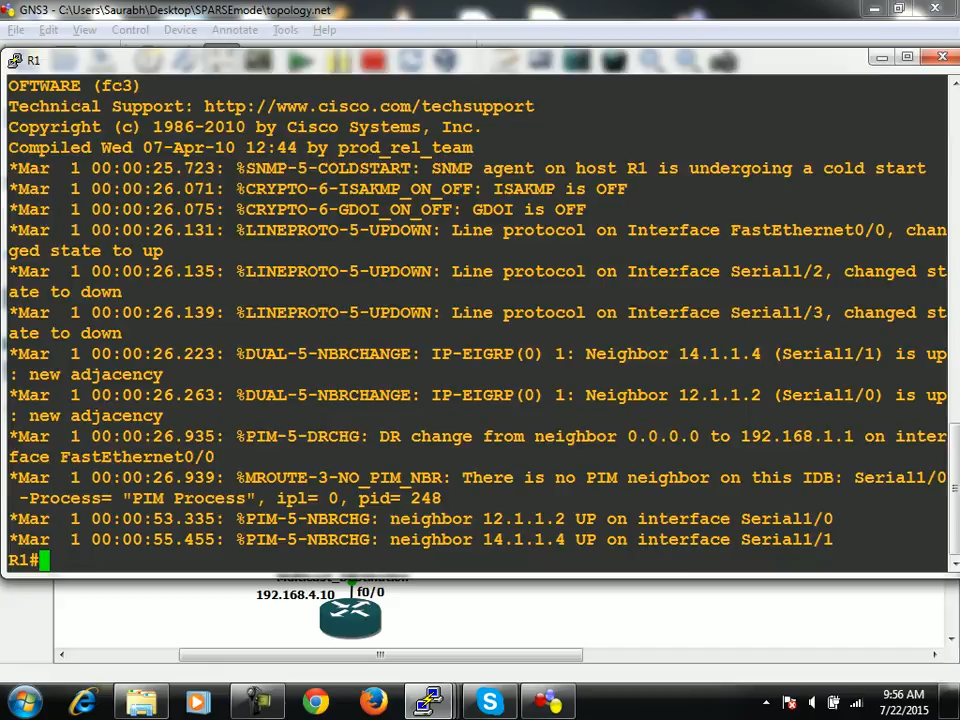 GNS3 - C:\Users\Saurabh\Desktop\SPARSEmode\topology.net
File Edit View Control Device Annotate Tools Help
R1
OFTWARE (fc3)
Technical Support: http://www.cisco.com/techsupport
Copyright (c) 1986-2010 by Cisco Systems, Inc.
Compiled Wed 07-Apr-10 12:44 by prod_rel_team
*Mar  1 00:00:25.723: %SNMP-5-COLDSTART: SNMP agent on host R1 is undergoing a cold start
*Mar  1 00:00:26.071: %CRYPTO-6-ISAKMP_ON_OFF: ISAKMP is OFF
*Mar  1 00:00:26.075: %CRYPTO-6-GDOI_ON_OFF: GDOI is OFF
*Mar  1 00:00:26.131: %LINEPROTO-5-UPDOWN: Line protocol on Interface FastEthernet0/0, chan
ged state to up
*Mar  1 00:00:26.135: %LINEPROTO-5-UPDOWN: Line protocol on Interface Serial1/2, changed st
ate to down
*Mar  1 00:00:26.139: %LINEPROTO-5-UPDOWN: Line protocol on Interface Serial1/3, changed st
ate to down
*Mar  1 00:00:26.223: %DUAL-5-NBRCHANGE: IP-EIGRP(0) 1: Neighbor 14.1.1.4 (Serial1/1) is up
: new adjacency
*Mar  1 00:00:26.263: %DUAL-5-NBRCHANGE: IP-EIGRP(0) 1: Neighbor 12.1.1.2 (Serial1/0) is up
: new adjacency
*Mar  1 00:00:26.935: %PIM-5-DRCHG: DR change from neighbor 0.0.0.0 to 192.168.1.1 on inter
face FastEthernet0/0
*Mar  1 00:00:26.939: %MROUTE-3-NO_PIM_NBR: There is no PIM neighbor on this IDB: Serial1/0
-Process= "PIM Process", ipl= 0, pid= 248
*Mar  1 00:00:53.335: %PIM-5-NBRCHG: neighbor 12.1.1.2 UP on interface Serial1/0
*Mar  1 00:00:55.455: %PIM-5-NBRCHG: neighbor 14.1.1.4 UP on interface Serial1/1
R1#
192.168.4.10 f0/0
9:56 AM
7/22/2015